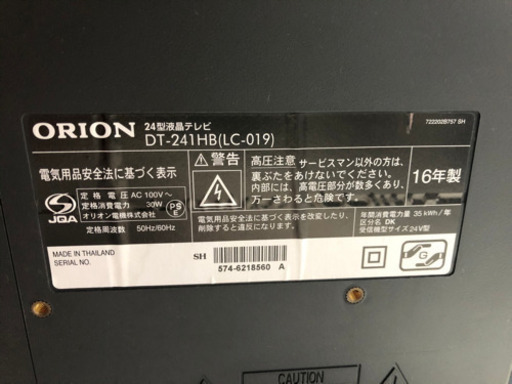 ORION
24型液晶テレビ
DT-241HB(LC-019)
722202B757 SH
電気用品安全法に基づく表示
定格電圧 AC 100V～
定格消費電力 30W
オリオン電機株式会社
定格周波数 50Hz/60Hz
JQA
PS
E
警告
高圧注意 サービスマン以外の方は、
裏ぶたをあけないでください。
内部には、高電圧部分が数多くあり、
万一さわると危険です。
電気用品安全法に基づく表示を改変したり、
削除すると違反になります。
16年製
年間消費電力量 35 kWh/年
区分名 DK
受信機型サイズ 24V型
MADE IN THAILAND
SERIAL NO.
SH
574-6218560 A
G
CAUTION